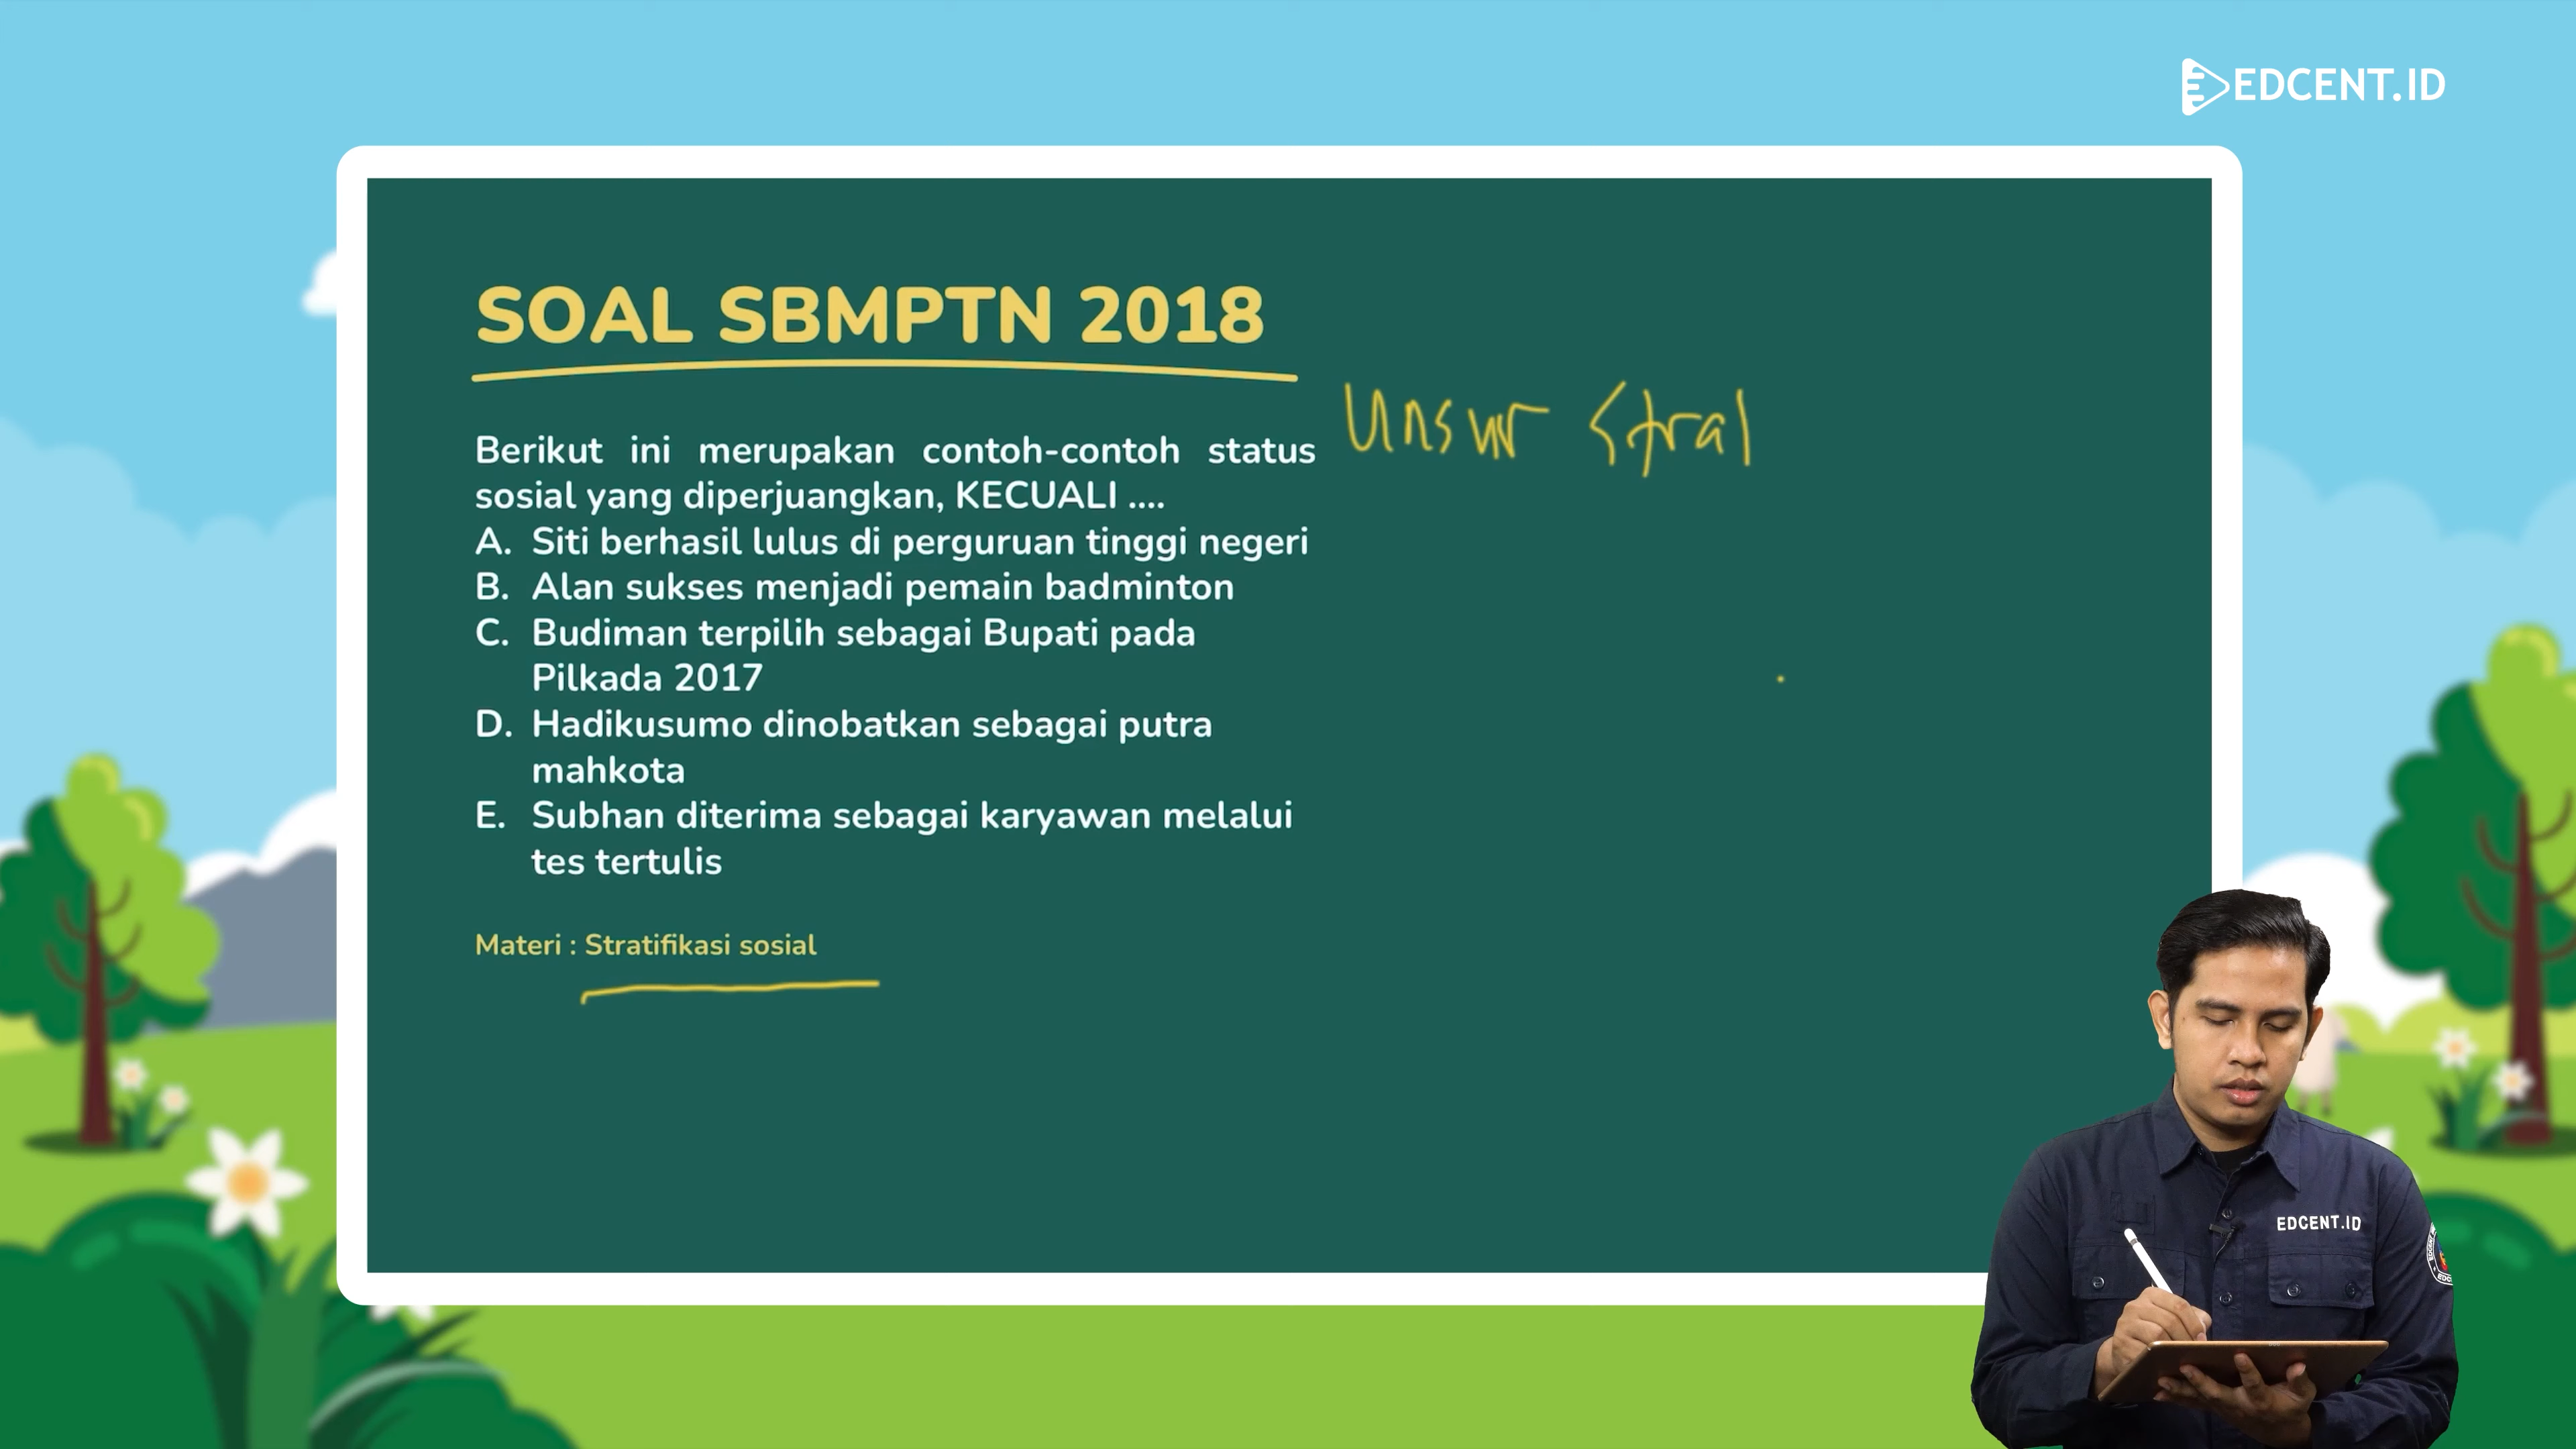 EDCENT.ID
SOAL SBMPTN 2018
Unsur Stra
Berikut ini merupakan contoh-contoh status
sosial yang diperjuangkan, KECUALI ....
A. Siti berhasil lulus di perguruan tinggi negeri
B. Alan sukses menjadi pemain badminton
C. Budiman terpilih sebagai Bupati pada
Pilkada 2017
D. Hadikusumo dinobatkan sebagai putra
mahkota
E. Subhan diterima sebagai karyawan melalui
tes tertulis
Materi : Stratifikasi sosial
EDCENT.ID